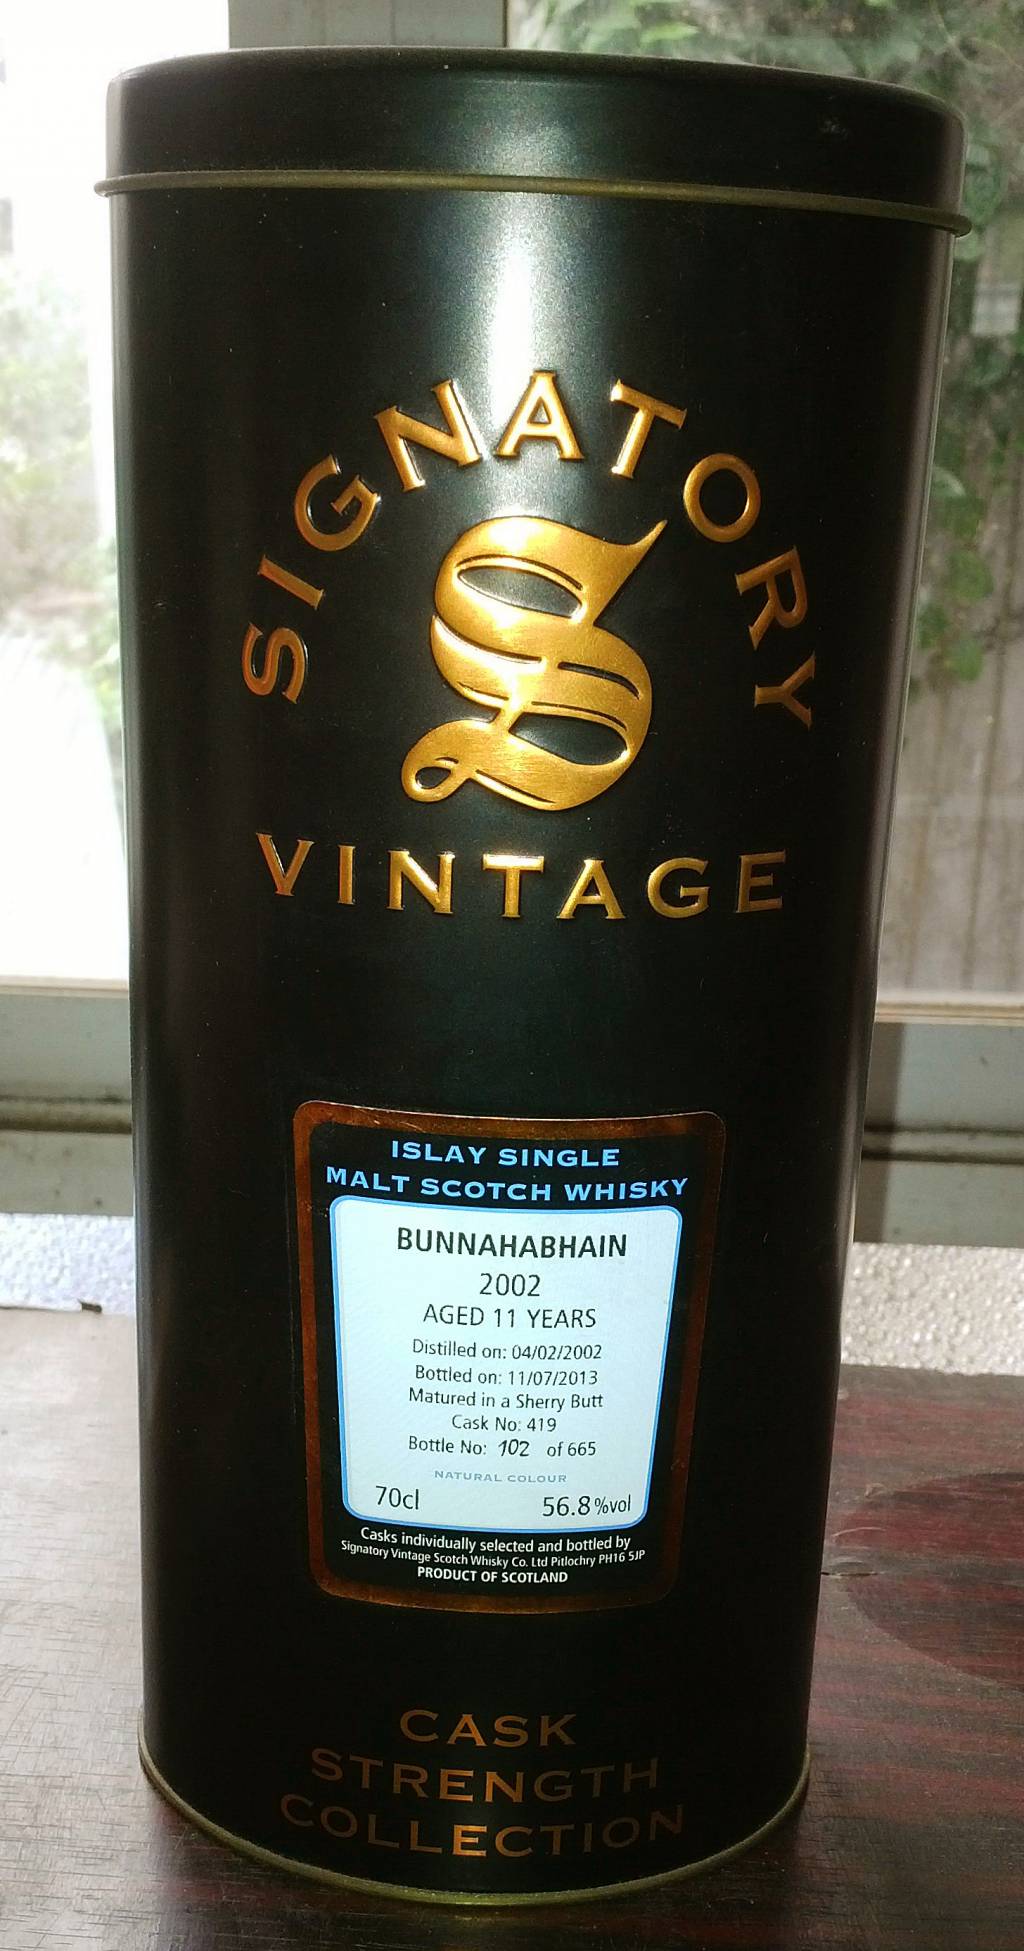 SIGNATORY
S
VINTAGE
ISLAY SINGLE
MALT SCOTCH WHISKY
BUNNAHABHAIN
2002
AGED 11 YEARS
Distilled on: 04/02/2002
Bottled on: 11/07/2013
Matured in a Sherry Butt
Cask No: 419
Bottle No: 102 of 665
NATURAL COLOUR
70cl 56.8%vol
Casks individually selected and bottled by
Signatory Vintage Scotch Whisky Co. Ltd Pitlochry PH16 5JP
PRODUCT OF SCOTLAND
CASK
STRENGTH
COLLECTION